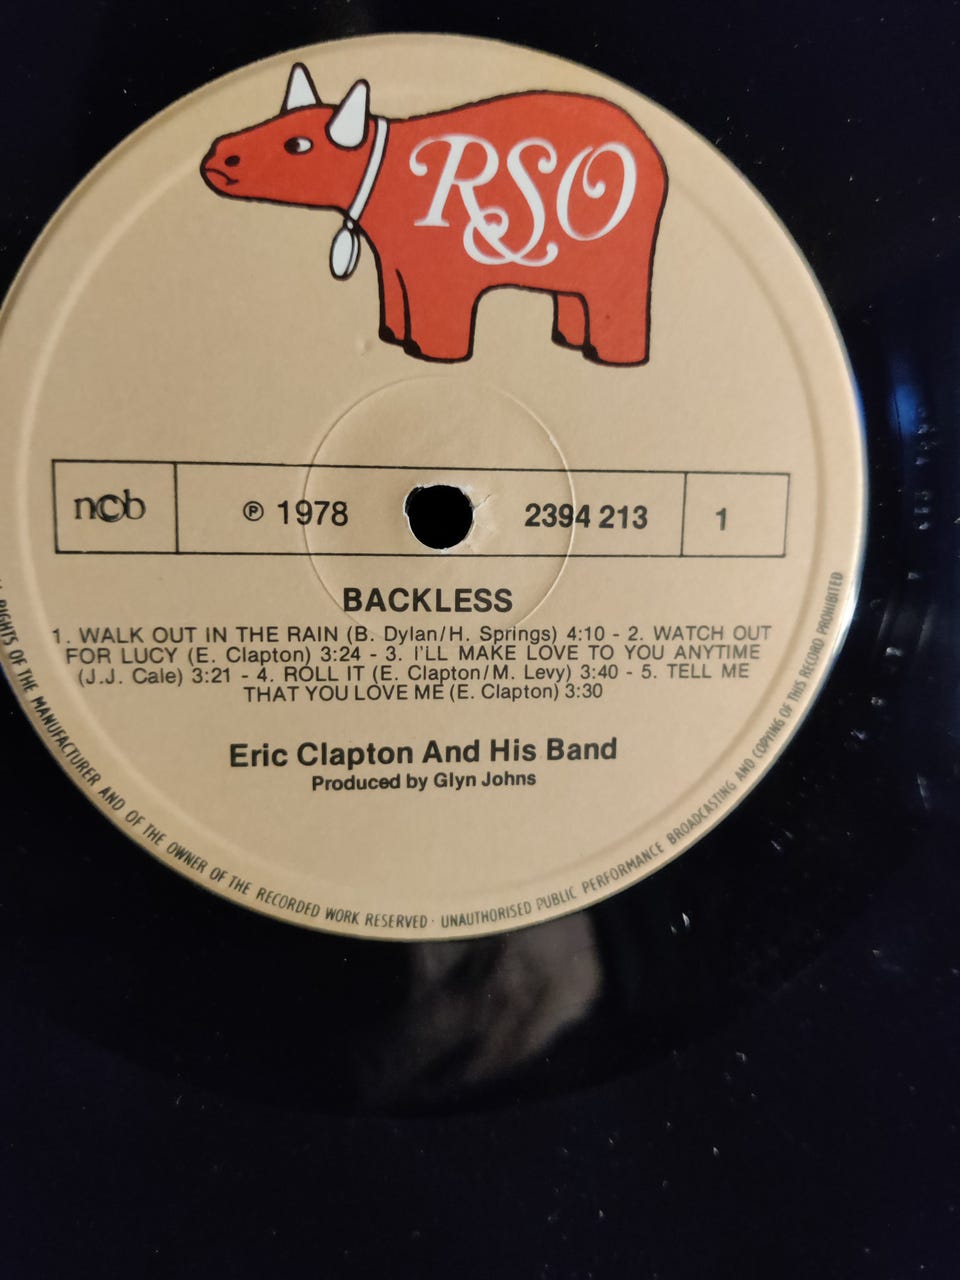 RSO
ncb ℗ 1978 2394 213 1
BACKLESS
1. WALK OUT IN THE RAIN (B. Dylan/H. Springs) 4:10 - 2. WATCH OUT
FOR LUCY (E. Clapton) 3:24 - 3. I'LL MAKE LOVE TO YOU ANYTIME
(J.J. Cale) 3:21 - 4. ROLL IT (E. Clapton/M. Levy) 3:40 - 5. TELL ME
THAT YOU LOVE ME (E. Clapton) 3:30
Eric Clapton And His Band
Produced by Glyn Johns
RIGHTS OF THE MANUFACTURER AND OF THE OWNER OF THE RECORDED WORK RESERVED · UNAUTHORISED PUBLIC PERFORMANCE BROADCASTING AND COPYING OF THIS RECORD PROHIBITED